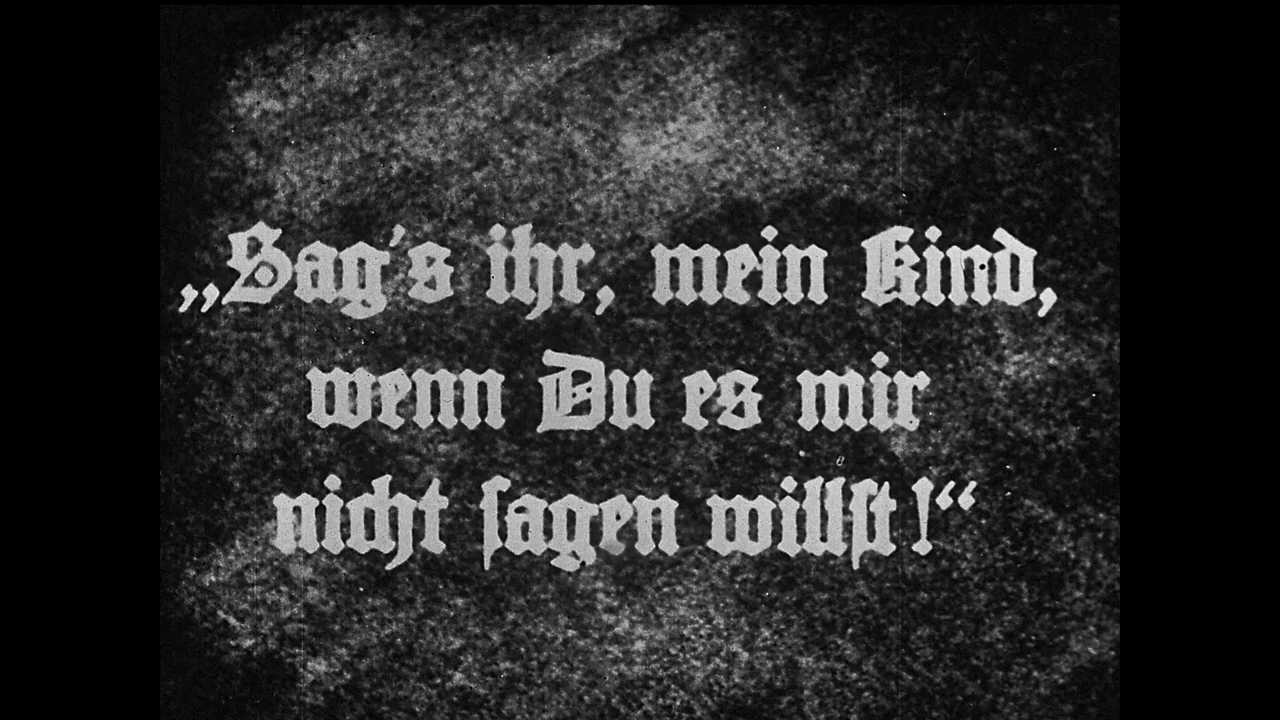 „Sag's ihr, mein Kind,
wenn Du es mir
nicht ſagen willſt!“